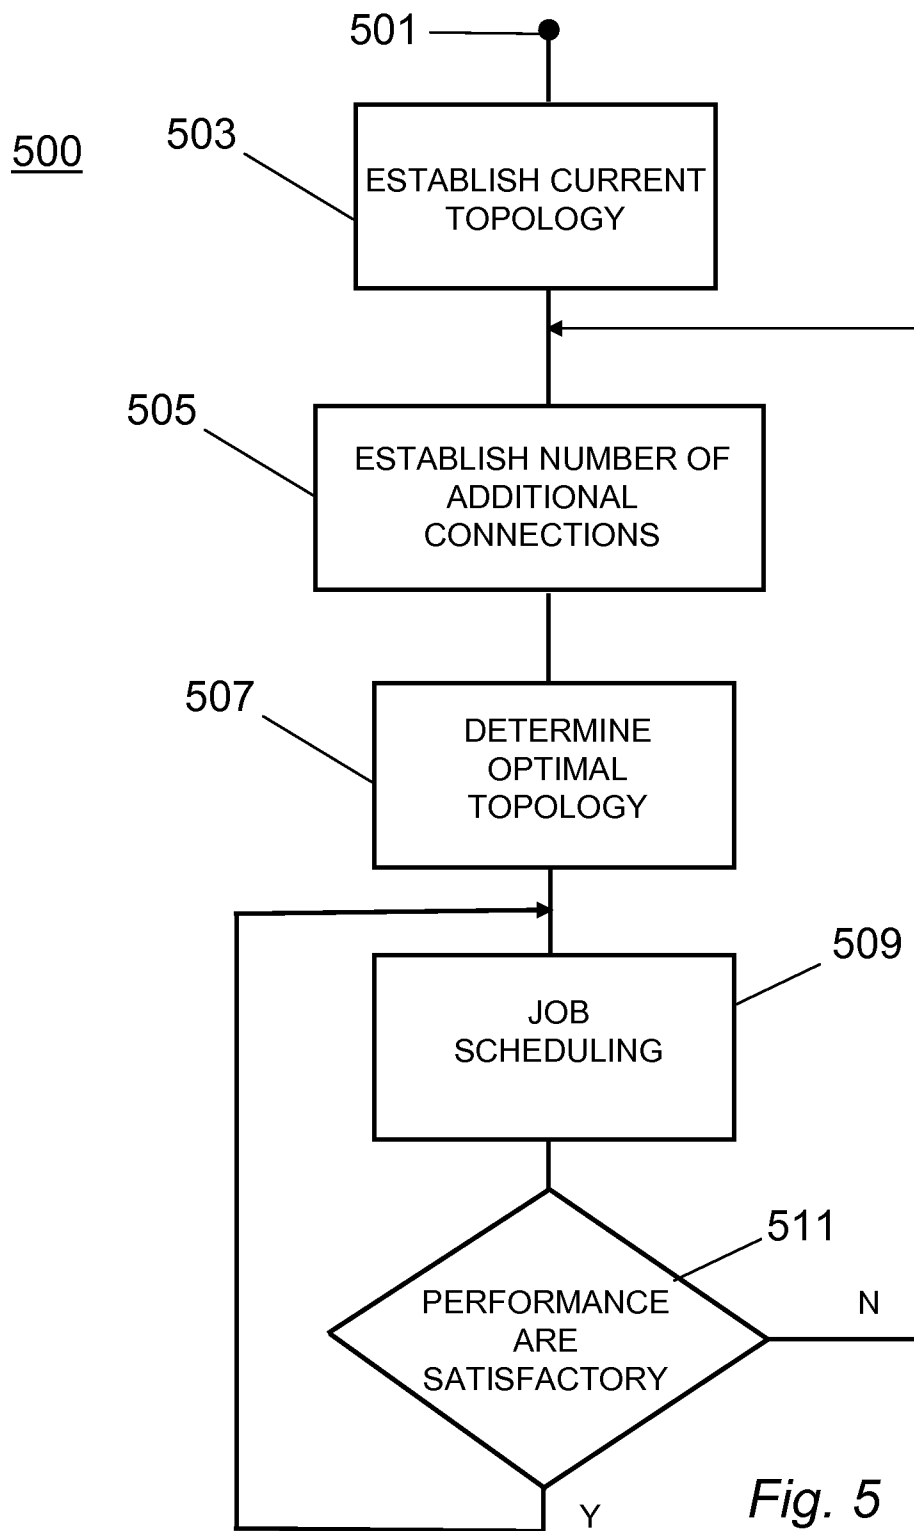 501
500
503
ESTABLISH CURRENT
TOPOLOGY
505
ESTABLISH NUMBER OF
ADDITIONAL
CONNECTIONS
507
DETERMINE
OPTIMAL
TOPOLOGY
509
JOB
SCHEDULING
511
PERFORMANCE
ARE
SATISFACTORY
N
Y
Fig. 5